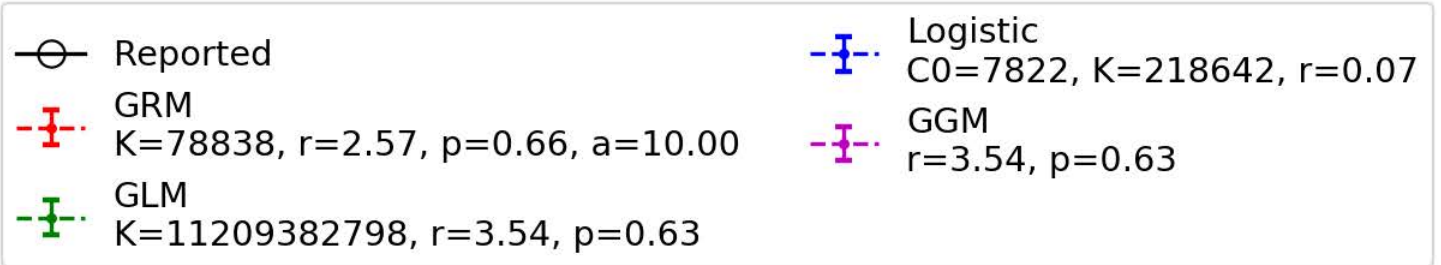 Reported
GRM
K=78838, r=2.57, p=0.66, a=10.00
GLM
K=11209382798, r=3.54, p=0.63
Logistic
C0=7822, K=218642, r=0.07
GGM
r=3.54, p=0.63